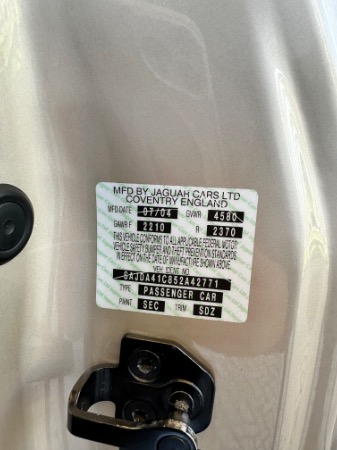 MFD BY JAGUAR CARS LTD
COVENTRY ENGLAND
MFD DATE 07/04 GVWR 4580
GAWR F 2210 R 2370
THIS VEHICLE CONFORMS TO ALL APPLICABLE FEDERAL MOTOR
VEHICLE SAFETY BUMPER AND THEFT PREVENTION STANDARDS
IN EFFECT ON THE DATE OF MANUFACTURE SHOWN ABOVE.
VEH IDENT NO.
SAJDA41C852A42771
TYPE PASSENGER CAR
PAINT SEC TRIM SDZ